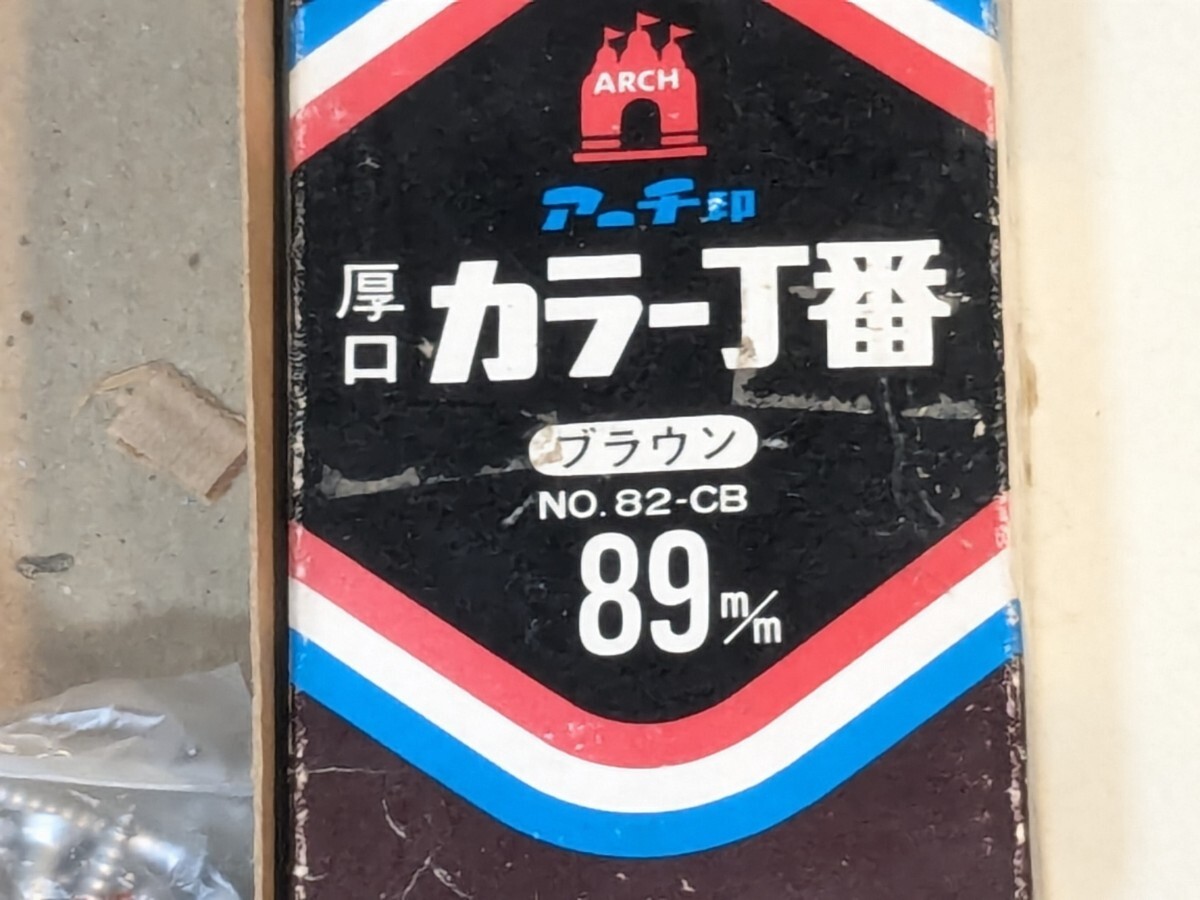 ARCH
アーチ印
厚口 カラー丁番
ブラウン
NO.82-CB
89m/m